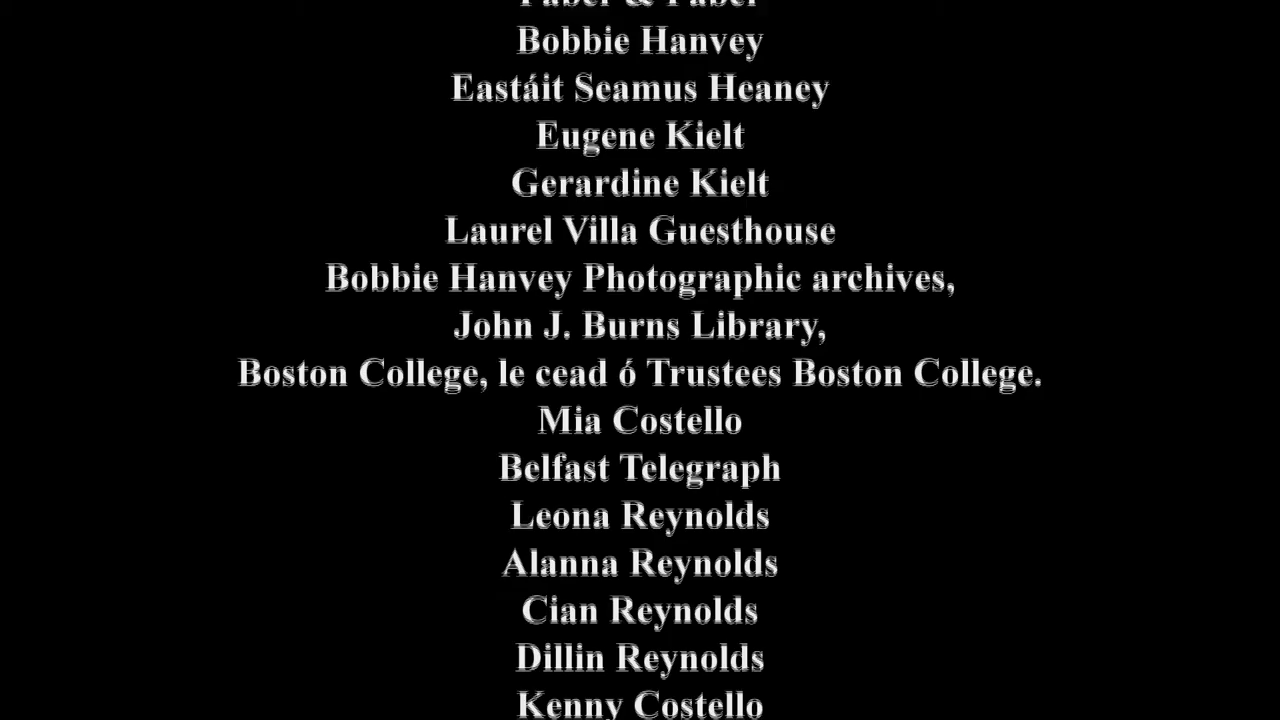 Faber & Faber
Bobbie Hanvey
Eastáit Seamus Heaney
Eugene Kielt
Gerardine Kielt
Laurel Villa Guesthouse
Bobbie Hanvey Photographic archives,
John J. Burns Library,
Boston College, le cead ó Trustees Boston College.
Mia Costello
Belfast Telegraph
Leona Reynolds
Alanna Reynolds
Cian Reynolds
Dillin Reynolds
Kenny Costello